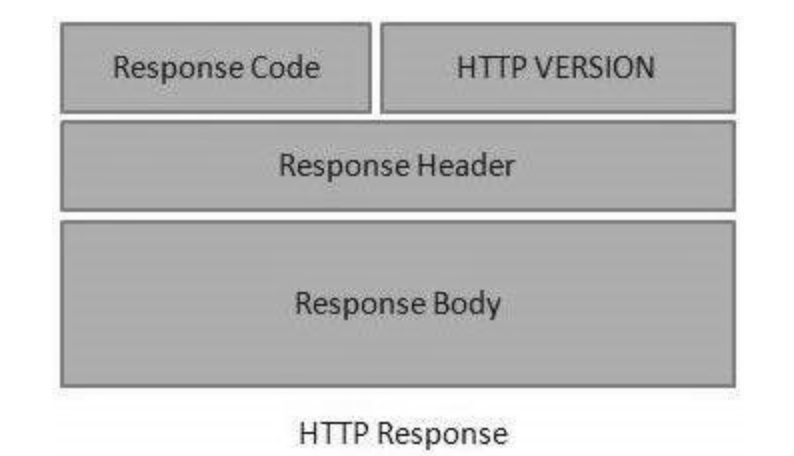 Response Code
HTTP VERSION
Response Header
Response Body
HTTP Response